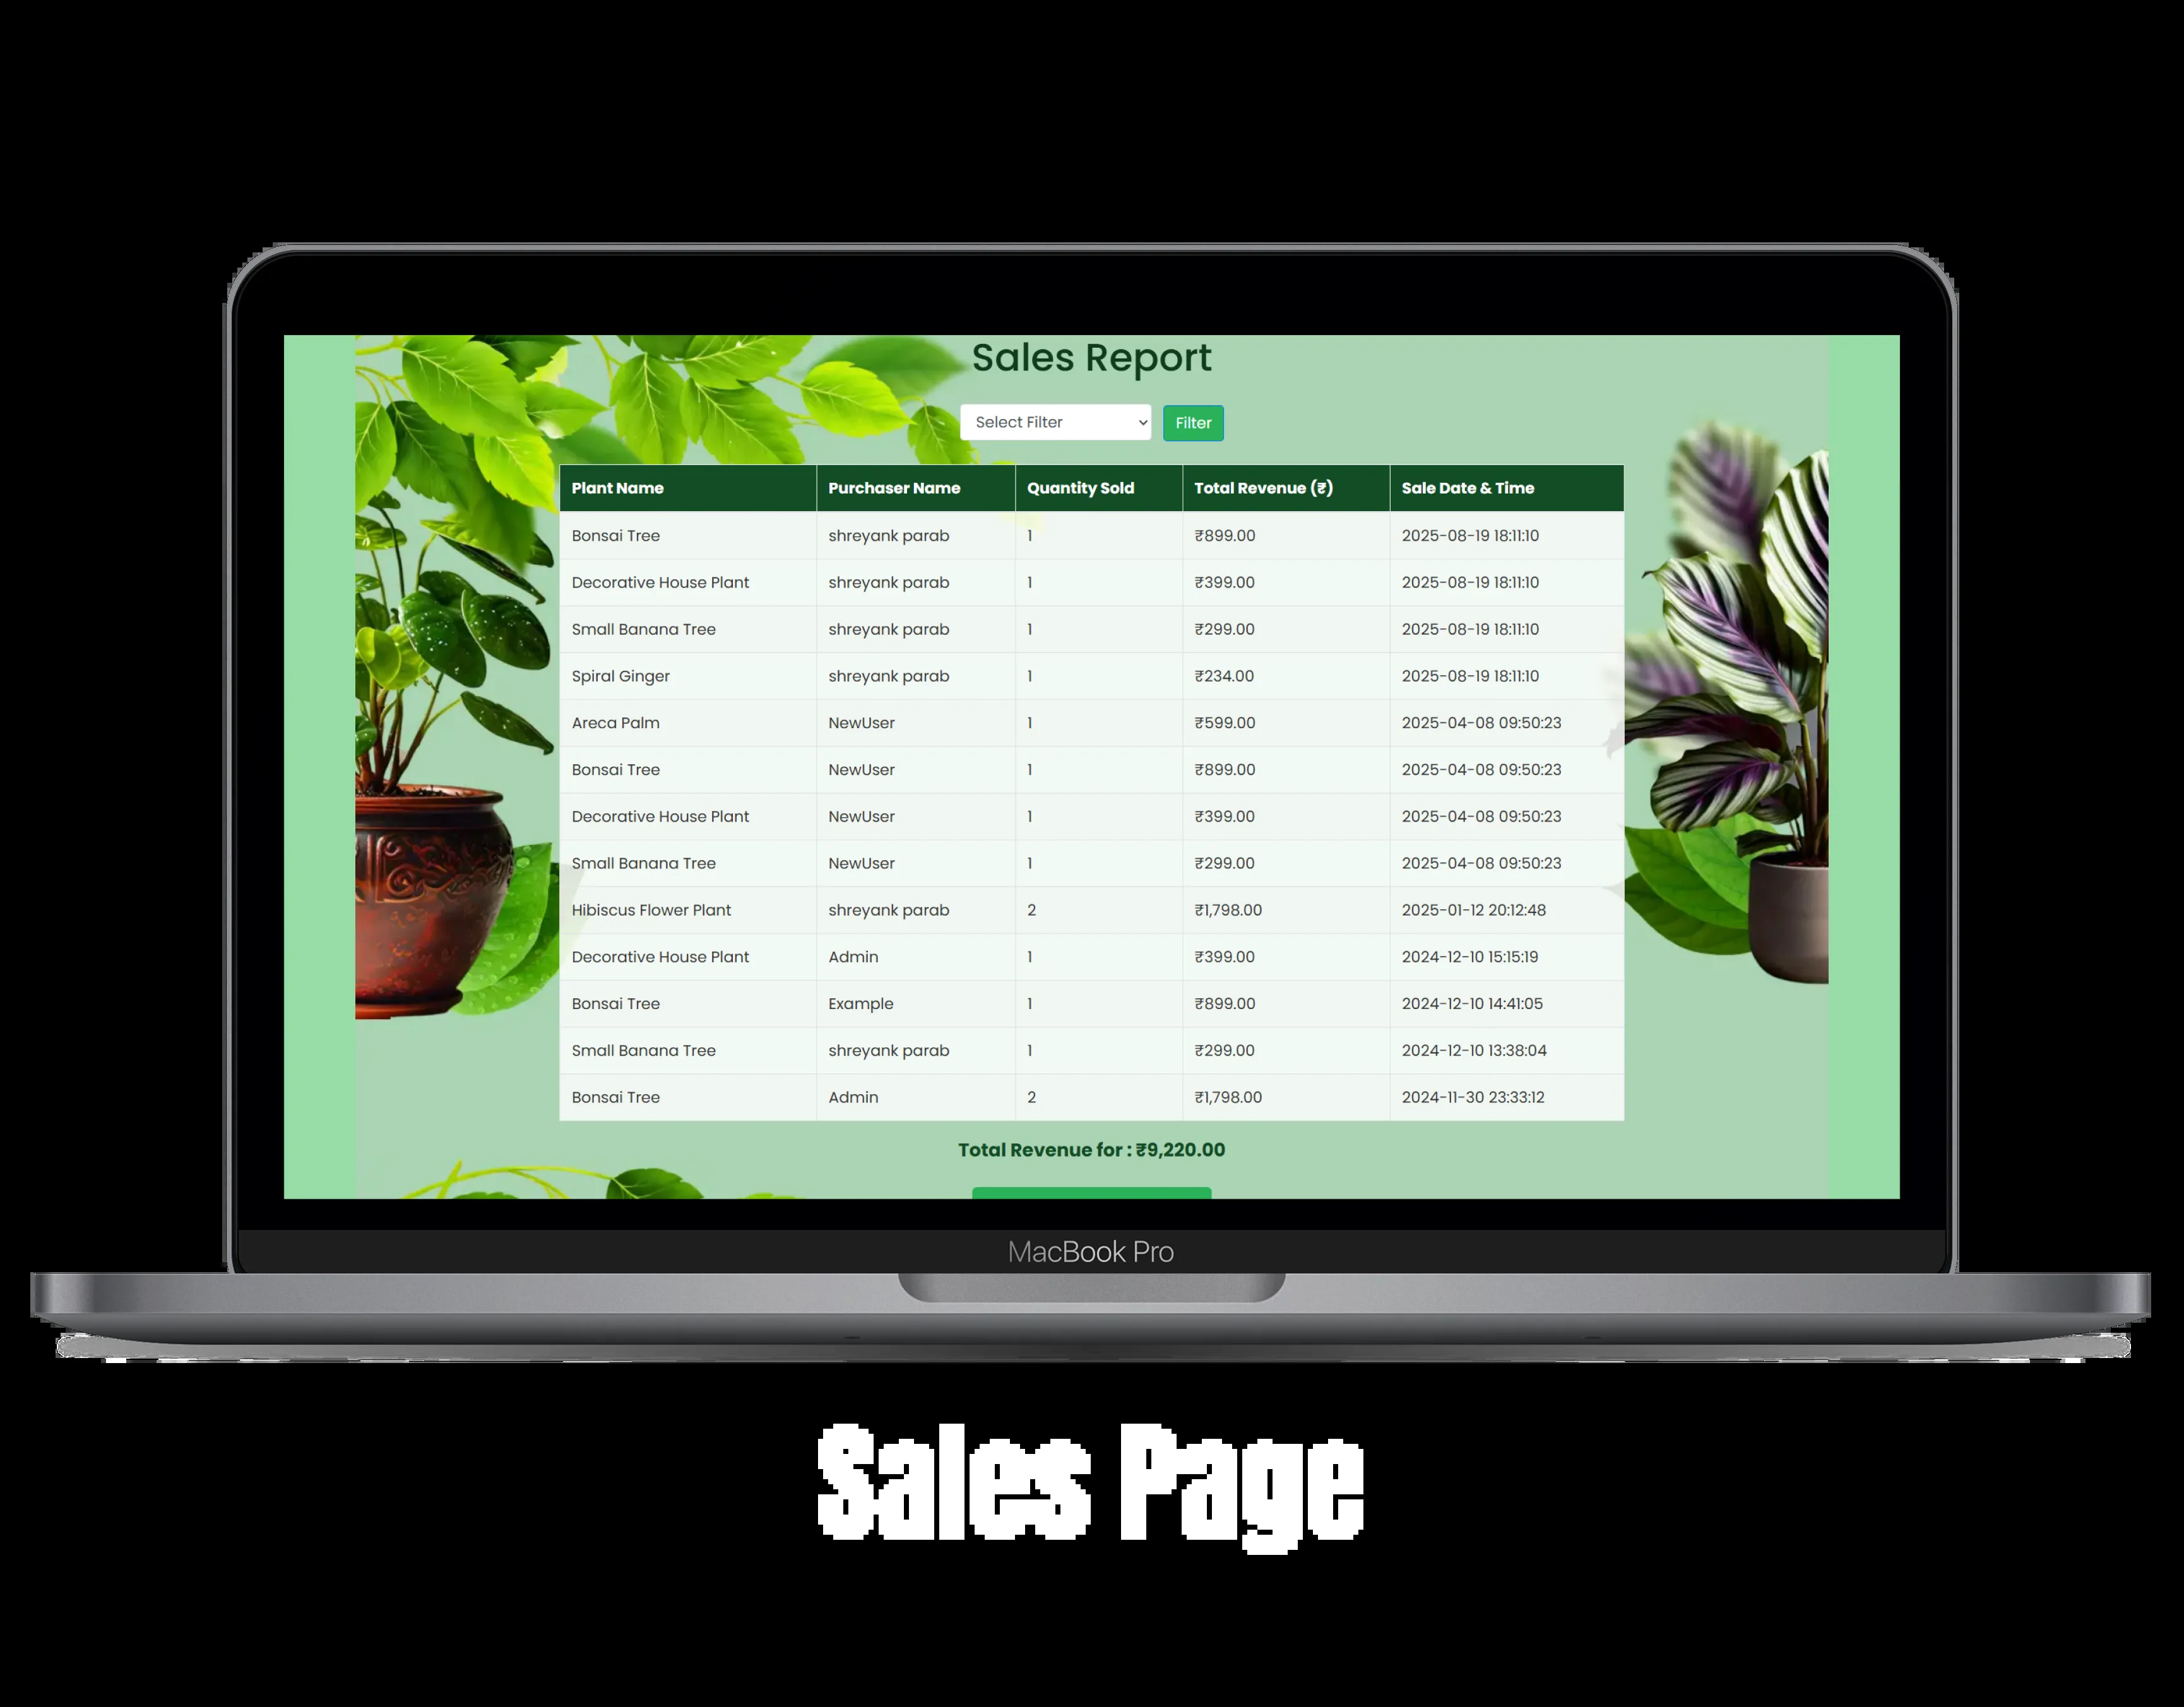 Sales Report
Select Filter Filter
Plant Name Purchaser Name Quantity Sold Total Revenue (₹) Sale Date & Time
Bonsai Tree shreyank parab 1 ₹899.00 2025-08-19 18:11:10
Decorative House Plant shreyank parab 1 ₹399.00 2025-08-19 18:11:10
Small Banana Tree shreyank parab 1 ₹299.00 2025-08-19 18:11:10
Spiral Ginger shreyank parab 1 ₹234.00 2025-08-19 18:11:10
Areca Palm NewUser 1 ₹599.00 2025-04-08 09:50:23
Bonsai Tree NewUser 1 ₹899.00 2025-04-08 09:50:23
Decorative House Plant NewUser 1 ₹399.00 2025-04-08 09:50:23
Small Banana Tree NewUser 1 ₹299.00 2025-04-08 09:50:23
Hibiscus Flower Plant shreyank parab 2 ₹1,798.00 2025-01-12 20:12:48
Decorative House Plant Admin 1 ₹399.00 2024-12-10 15:15:19
Bonsai Tree Example 1 ₹899.00 2024-12-10 14:41:05
Small Banana Tree shreyank parab 1 ₹299.00 2024-12-10 13:38:04
Bonsai Tree Admin 2 ₹1,798.00 2024-11-30 23:33:12
Total Revenue for : ₹9,220.00
MacBook Pro
Sales Page